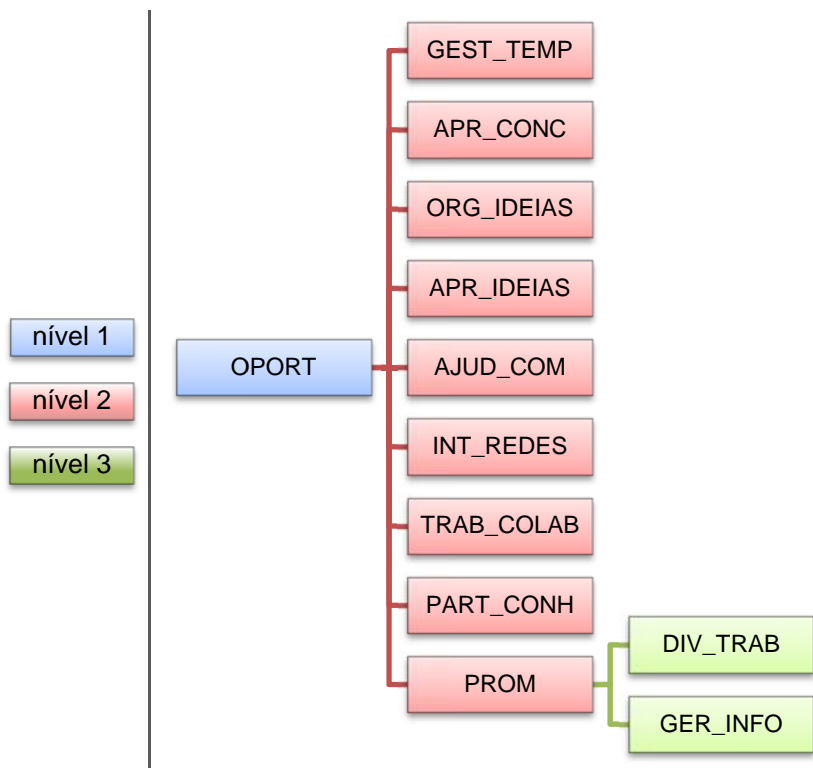 nível 1
nível 2
nível 3
OPORT
GEST_TEMP
APR_CONC
ORG_IDEIAS
APR_IDEIAS
AJUD_COM
INT_REDES
TRAB_COLAB
PART_CONH
PROM
DIV_TRAB
GER_INFO